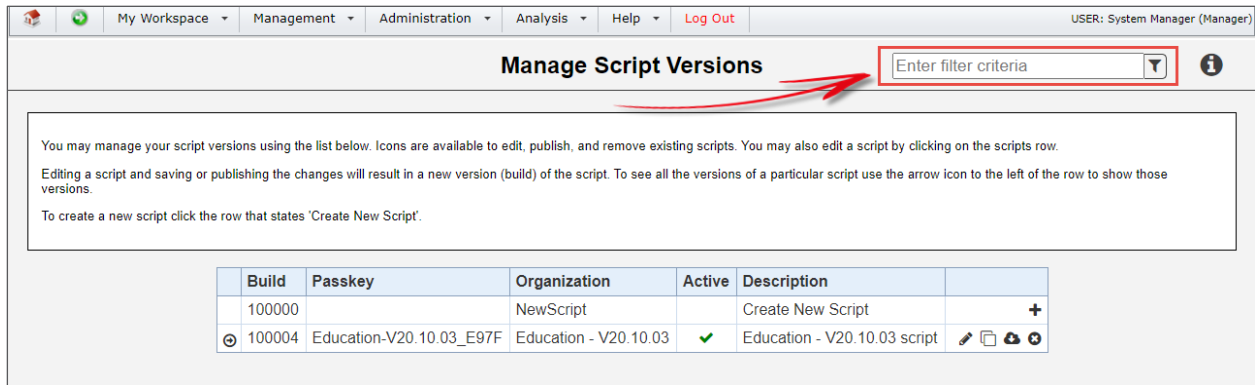 My Workspace Management Administration Analysis Help Log Out USER: System Manager (Manager)
Manage Script Versions Enter filter criteria
You may manage your script versions using the list below. Icons are available to edit, publish, and remove existing scripts. You may also edit a script by clicking on the scripts row.
Editing a script and saving or publishing the changes will result in a new version (build) of the script. To see all the versions of a particular script use the arrow icon to the left of the row to show those
versions.
To create a new script click the row that states 'Create New Script'.
Build Passkey Organization Active Description
100000 NewScript Create New Script
100004 Education-V20.10.03_E97F Education - V20.10.03 Education - V20.10.03 script